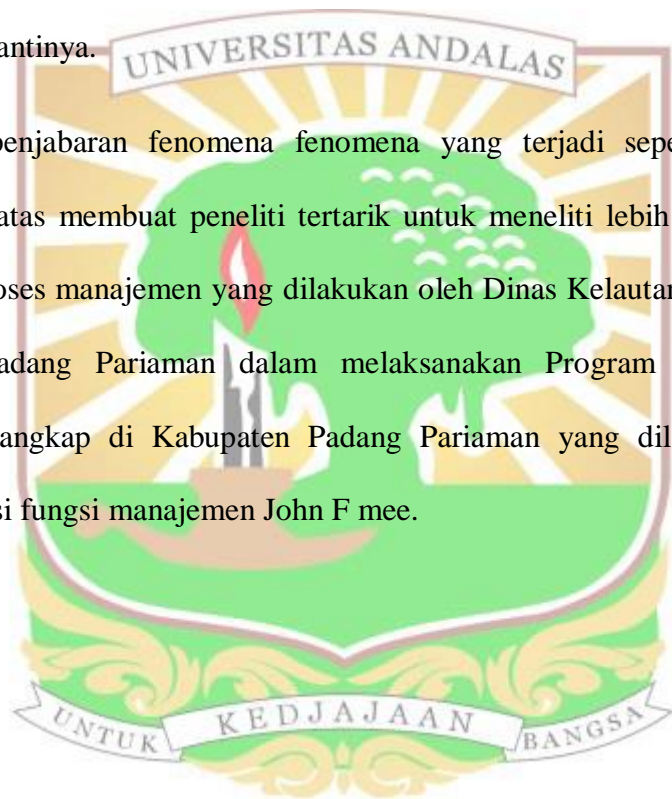 antinya.
UNIVERSITAS ANDALAS
penjabaran fenomena fenomena yang terjadi sepe
atas membuat peneliti tertarik untuk meneliti lebih
oses manajemen yang dilakukan oleh Dinas Kelautan
adang Pariaman dalam melaksanakan Program
angkap di Kabupaten Padang Pariaman yang dil
si fungsi manajemen John F mee.
UNTUK KEDJAJAAN BANGSA